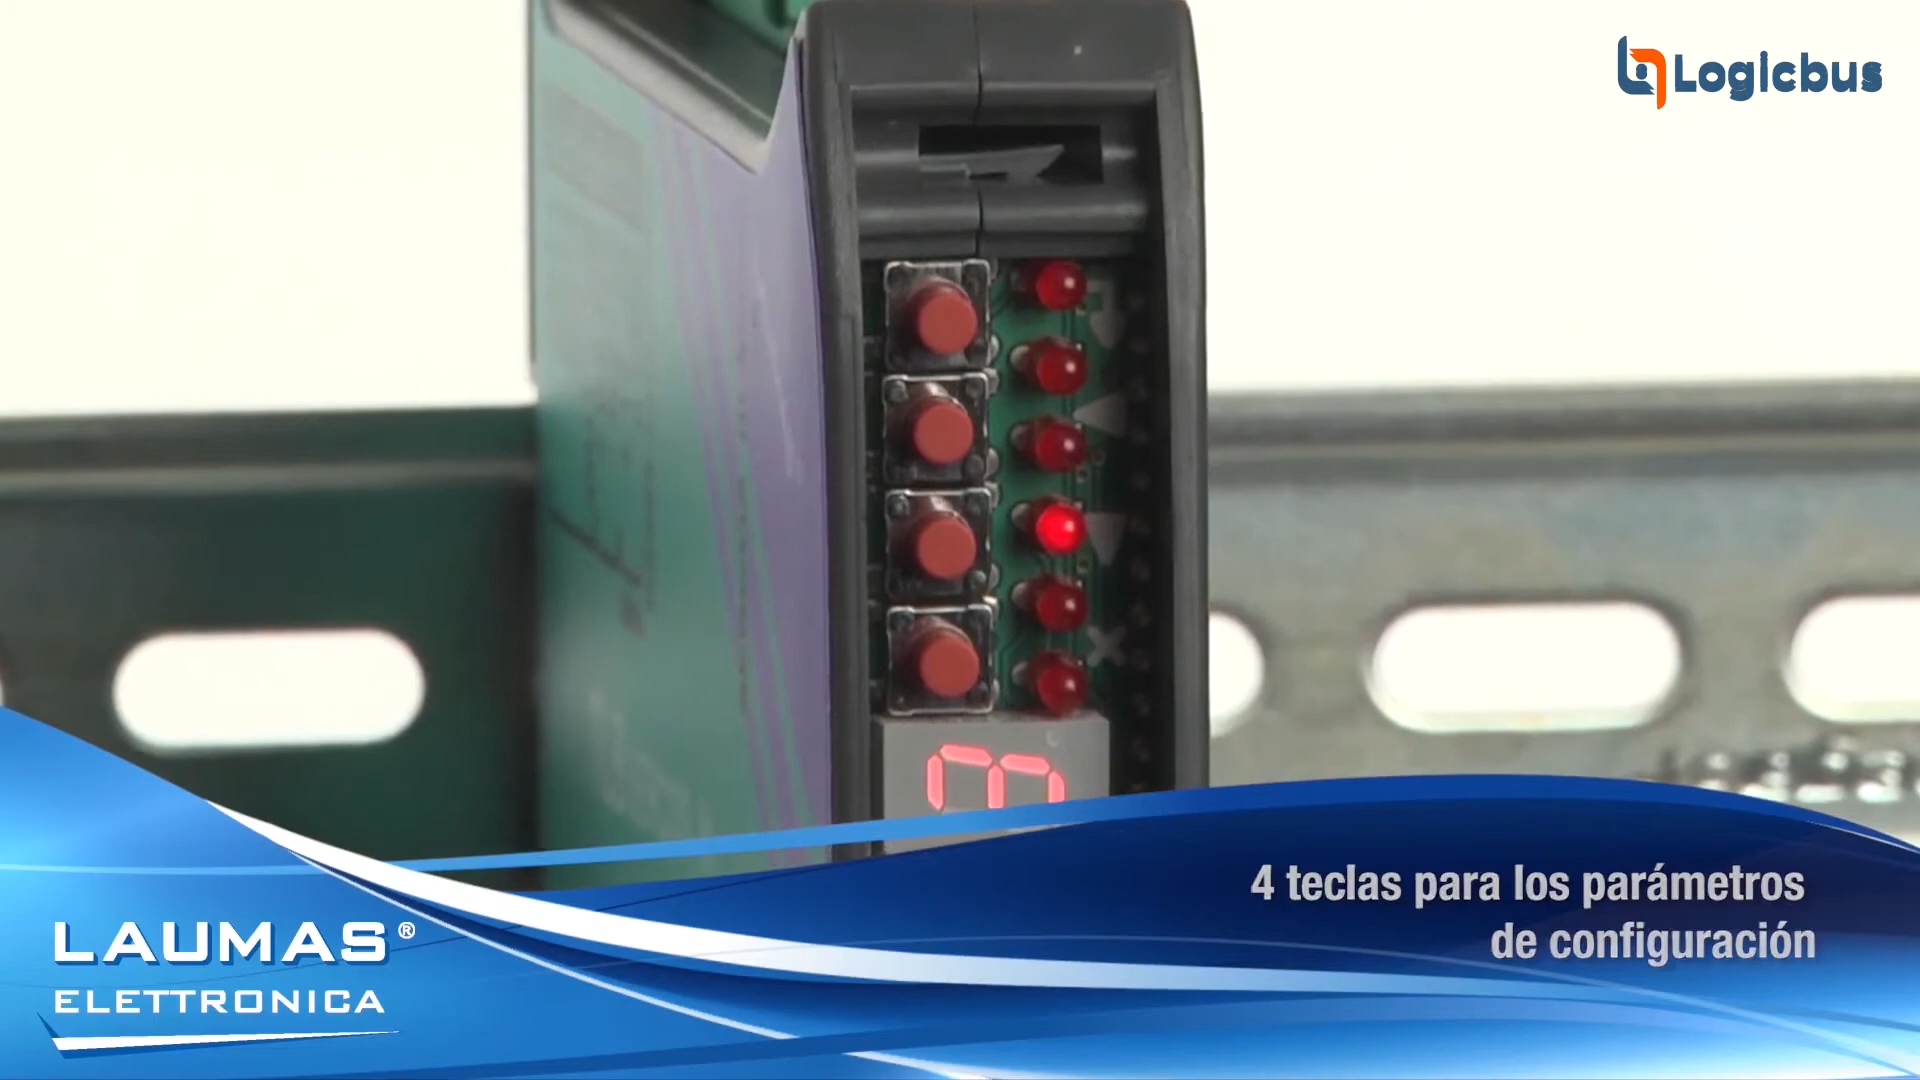 Logicbus
4 teclas para los parámetros
de configuración
LAUMAS®
ELETTRONICA